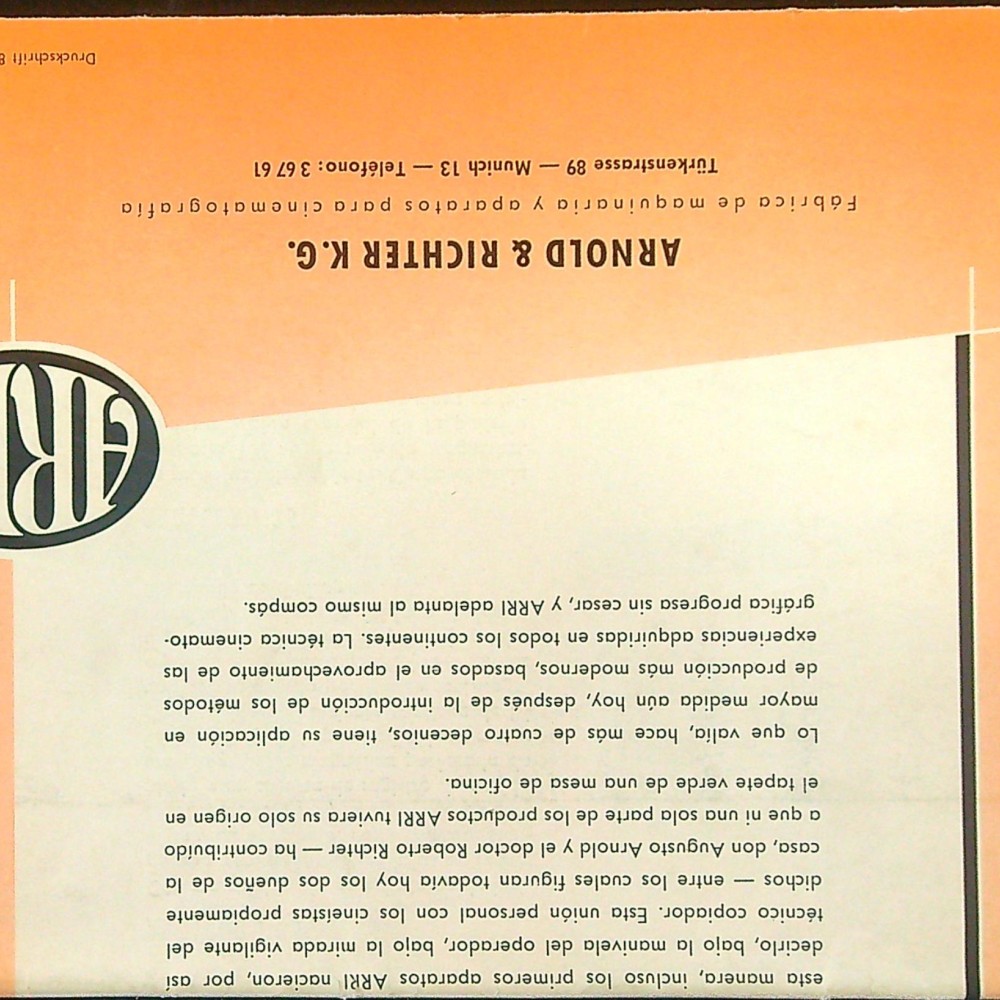 esta manera, incluso los primeros aparatos ARRI nacieron, por así
decirlo, bajo la manivela del operador, bajo la mirada vigilante del
técnico copiador. Esta unión personal con los cineístas propiamente
dichos — entre los cuales figuran todavía hoy los dos dueños de la
casa, don Augusto Arnold y el doctor Roberto Richter — ha contribuído
a que ni una sola parte de los productos ARRI tuviera su solo origen en
el tapete verde de una mesa de oficina.
Lo que valía, hace más de cuatro decenios, tiene su aplicación en
mayor medida aún hoy, después de la introducción de los métodos
de producción más modernos, basados en el aprovechamiento de las
experiencias adquiridas en todos los continentes. La técnica cinemato-
gráfica progresa sin cesar, y ARRI adelanta al mismo compás.
AR
ARNOLD & RICHTER K.G.
Fábrica de maquinaria y aparatos para cinematografía
Türkenstrasse 89 — Munich 13 — Teléfono: 3 67 61
Druckschrift 8